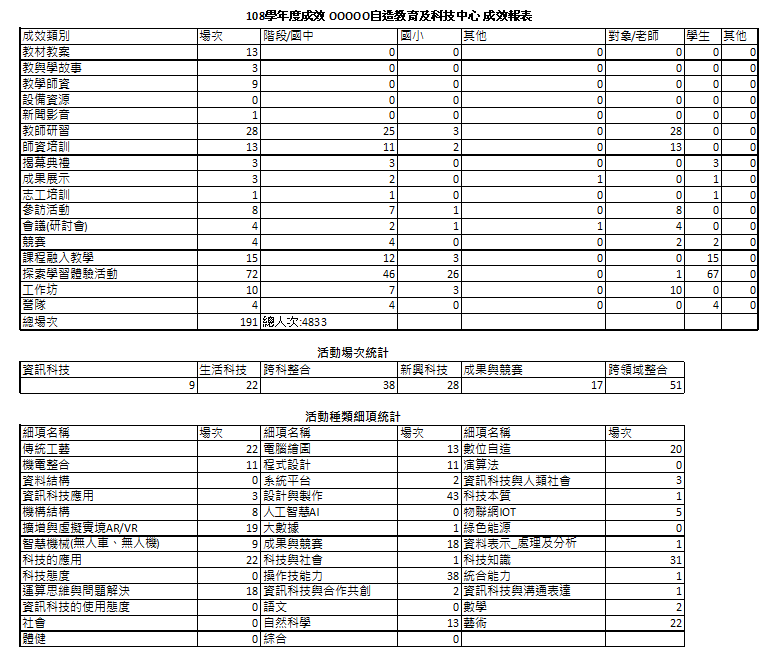 108學年度成效 OOOOO自造教育及科技中心 成效報表
成效類別 場次 階段/國中 國小 其他 對象/老師 學生 其他
教材教案 13 0 0 0 0 0 0
教與學故事 3 0 0 0 0 0 0
教學師資 9 0 0 0 0 0 0
設備資源 0 0 0 0 0 0 0
新聞影音 1 0 0 0 0 0 0
教師研習 28 25 3 0 28 0 0
師資培訓 13 11 2 0 13 0 0
揭幕典禮 3 3 0 0 0 3 0
成果展示 3 2 0 1 0 1 0
志工培訓 1 1 0 0 0 1 0
參訪活動 8 7 1 0 8 0 0
會議(研討會) 4 2 1 1 4 0 0
競賽 4 4 0 0 2 2 0
課程融入教學 15 12 3 0 0 15 0
探索學習體驗活動 72 46 26 0 1 67 0
工作坊 10 7 3 0 10 0 0
營隊 4 4 0 0 0 4 0
總場次 191 總人次:4833
活動場次統計
資訊科技 生活科技 跨科整合 新興科技 成果與競賽 跨領域整合
9 22 38 28 17 51
活動種類細項統計
細項名稱 場次 細項名稱 場次 細項名稱 場次
傳統工藝 22 電腦繪圖 13 數位自造 20
機電整合 11 程式設計 11 演算法 0
資料結構 0 系統平台 2 資訊科技與人類社會 3
資訊科技應用 3 設計與製作 43 科技本質 1
機構結構 8 人工智慧AI 0 物聯網IOT 5
擴增與虛擬實境AR/VR 19 大數據 1 綠色能源 0
智慧機械(無人車、無人機) 9 成果與競賽 18 資料表示_處理及分析 1
科技的應用 22 科技與社會 1 科技知識 31
科技態度 0 操作技能力 38 統合能力 1
運算思維與問題解決 18 資訊科技與合作共創 2 資訊科技與溝通表達 1
資訊科技的使用態度 0 語文 0 數學 2
社會 0 自然科學 13 藝術 22
體健 0 綜合 0